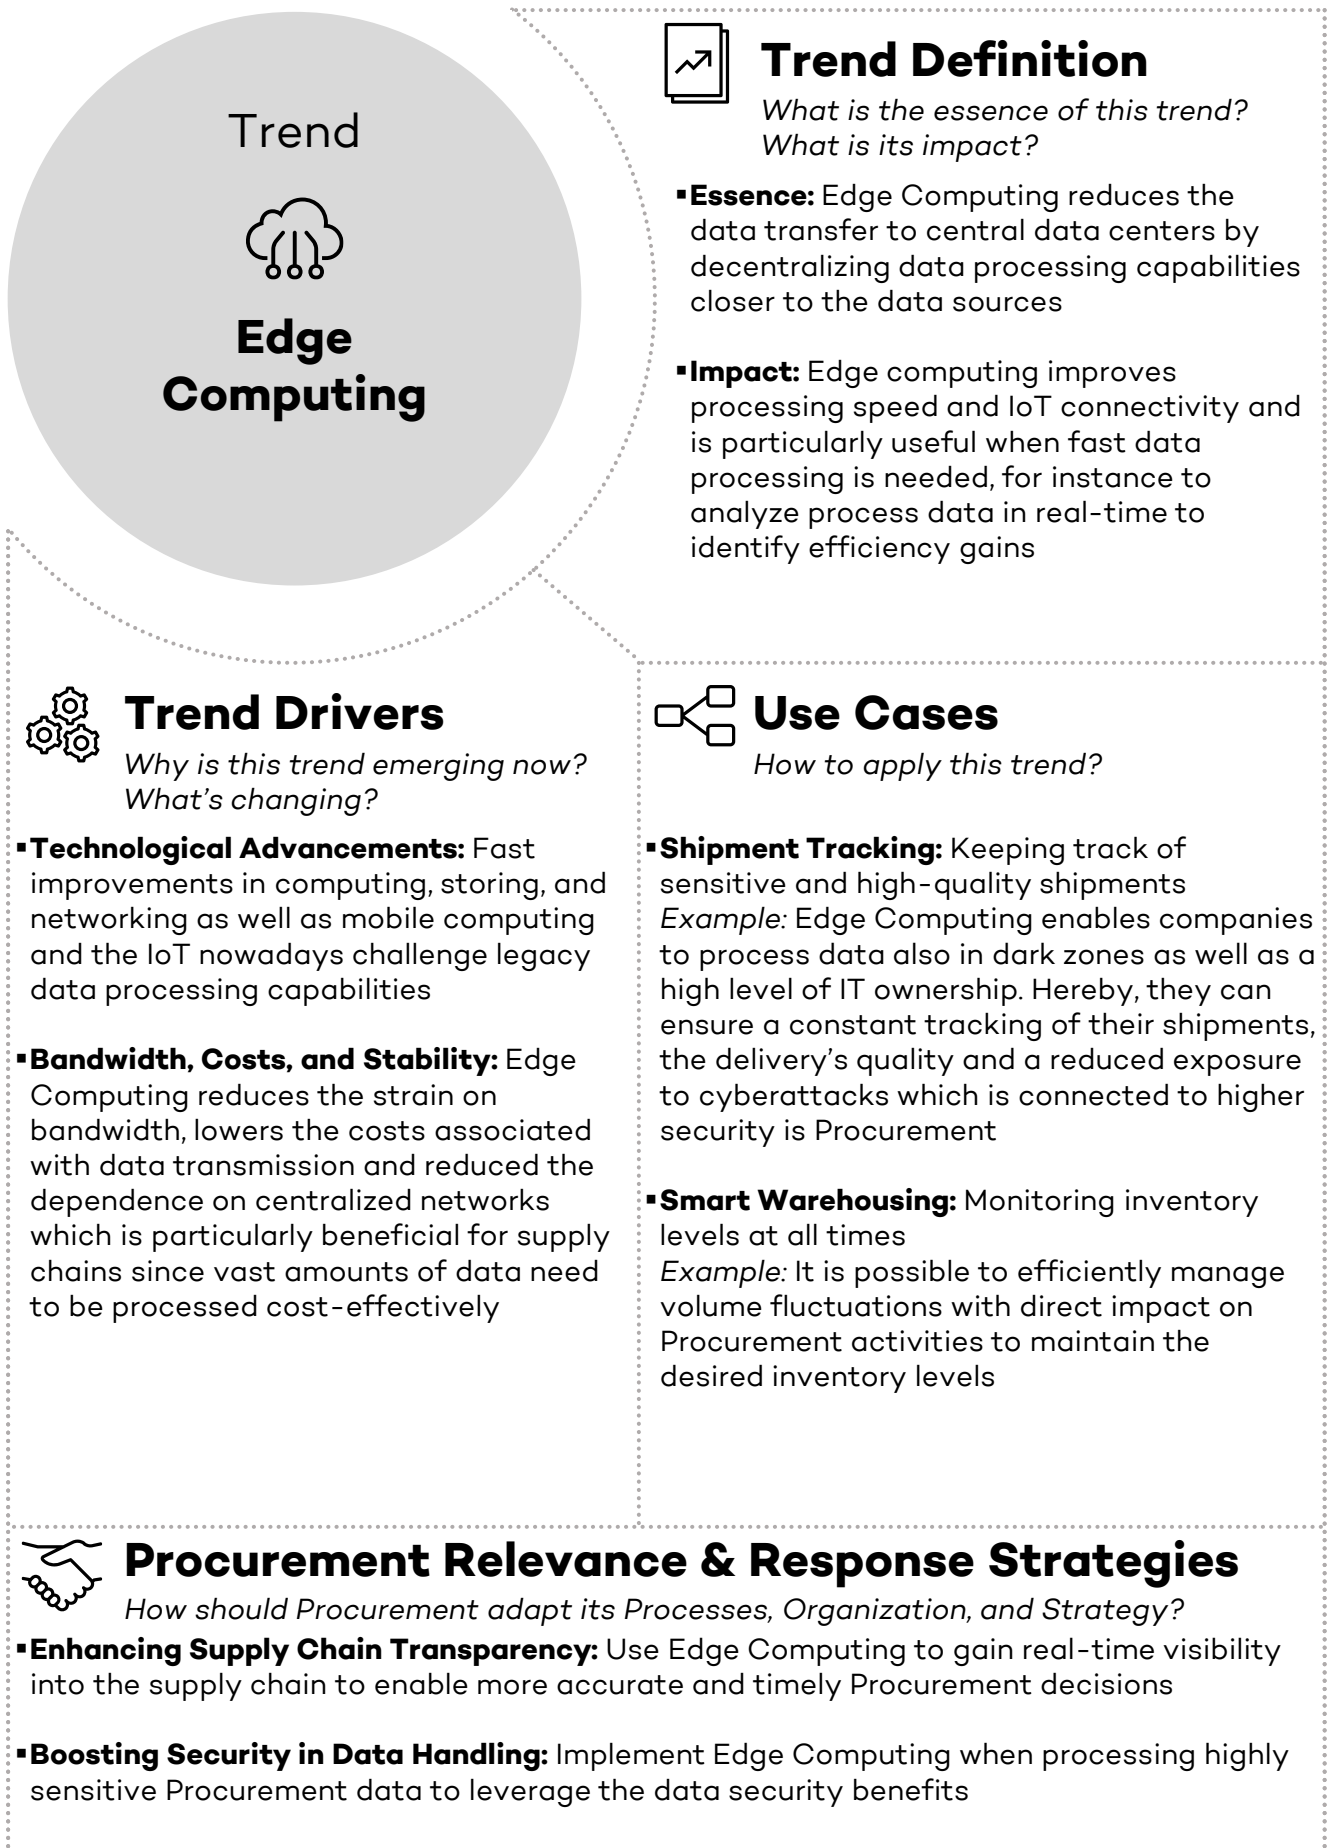 Trend
Edge
Computing
Trend Definition
What is the essence of this trend?
What is its impact?
▪Essence: Edge Computing reduces the
data transfer to central data centers by
decentralizing data processing capabilities
closer to the data sources
▪Impact: Edge computing improves
processing speed and IoT connectivity and
is particularly useful when fast data
processing is needed, for instance to
analyze process data in real-time to
identify efficiency gains
Trend Drivers
Why is this trend emerging now?
What's changing?
▪Technological Advancements: Fast
improvements in computing, storing, and
networking as well as mobile computing
and the IoT nowadays challenge legacy
data processing capabilities
▪Bandwidth, Costs, and Stability: Edge
Computing reduces the strain on
bandwidth, lowers the costs associated
with data transmission and reduced the
dependence on centralized networks
which is particularly beneficial for supply
chains since vast amounts of data need
to be processed cost-effectively
Use Cases
How to apply this trend?
▪Shipment Tracking: Keeping track of
sensitive and high-quality shipments
Example: Edge Computing enables companies
to process data also in dark zones as well as a
high level of IT ownership. Hereby, they can
ensure a constant tracking of their shipments,
the delivery's quality and a reduced exposure
to cyberattacks which is connected to higher
security is Procurement
▪Smart Warehousing: Monitoring inventory
levels at all times
Example: It is possible to efficiently manage
volume fluctuations with direct impact on
Procurement activities to maintain the
desired inventory levels
Procurement Relevance & Response Strategies
How should Procurement adapt its Processes, Organization, and Strategy?
▪Enhancing Supply Chain Transparency: Use Edge Computing to gain real-time visibility
into the supply chain to enable more accurate and timely Procurement decisions
▪Boosting Security in Data Handling: Implement Edge Computing when processing highly
sensitive Procurement data to leverage the data security benefits